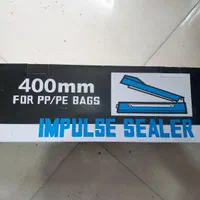 400mm
FOR PP/PE BAGS
IMPULSE SEALER